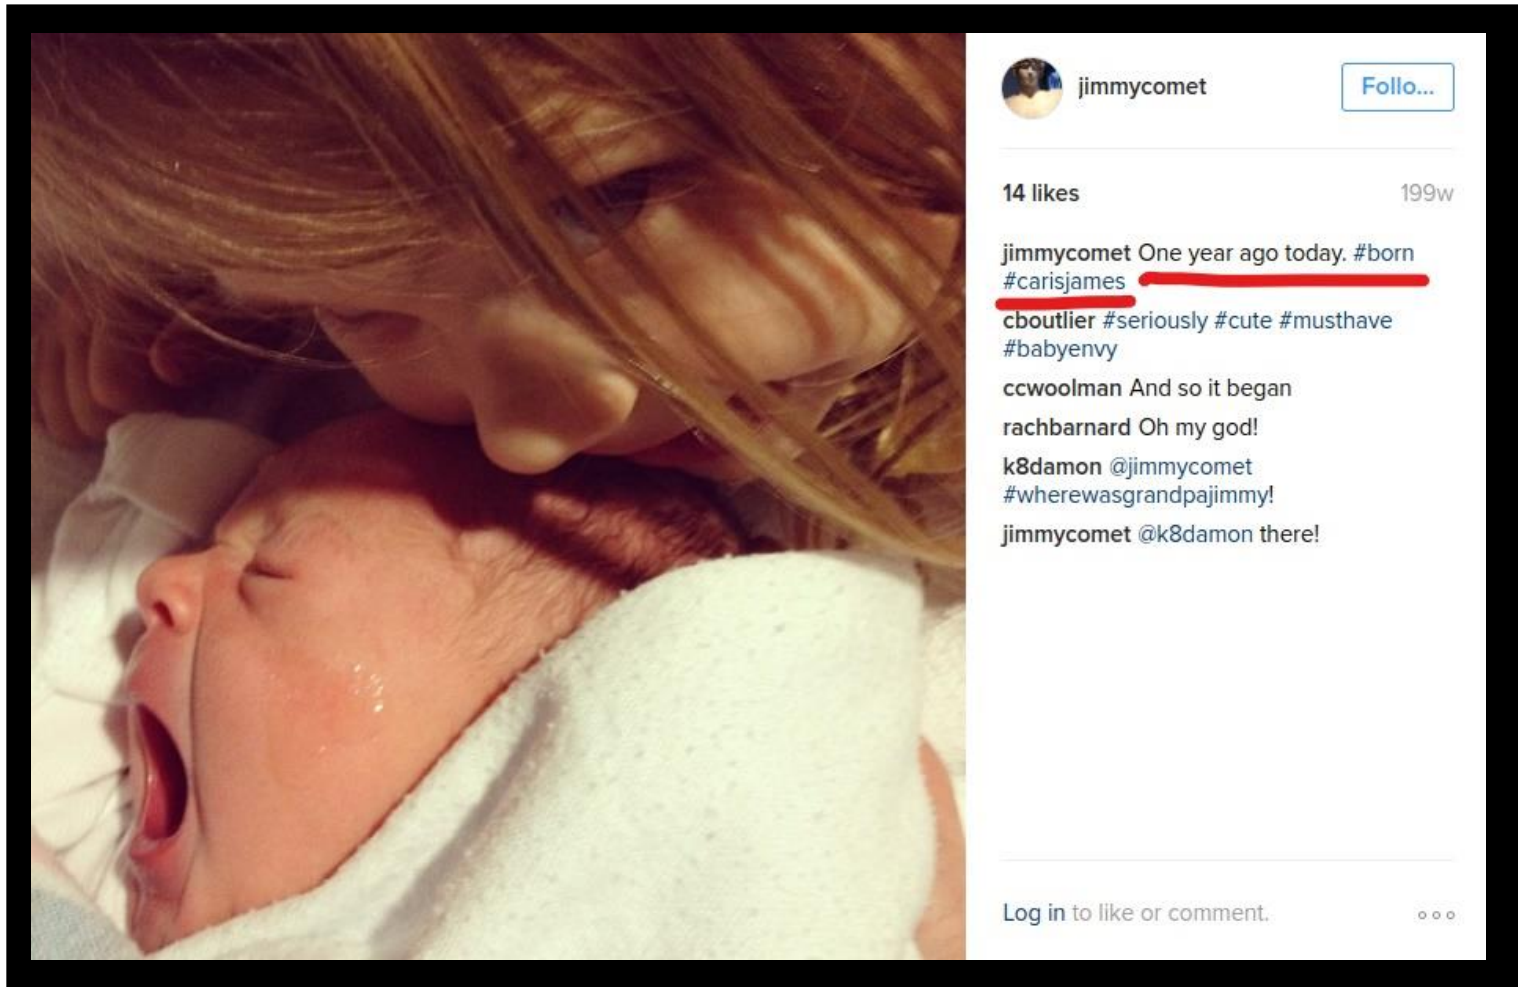 jimmycomet
Follo...
14 likes
199w
jimmycomet One year ago today. #born
#carisjames
cboutlier #seriously #cute #musthave
#babyenvy
ccwoolman And so it began
rachbarnard Oh my god!
k8damon @jimmycomet
#wherewasgrandpajimmy!
jimmycomet @k8damon there!
Log in to like or comment.